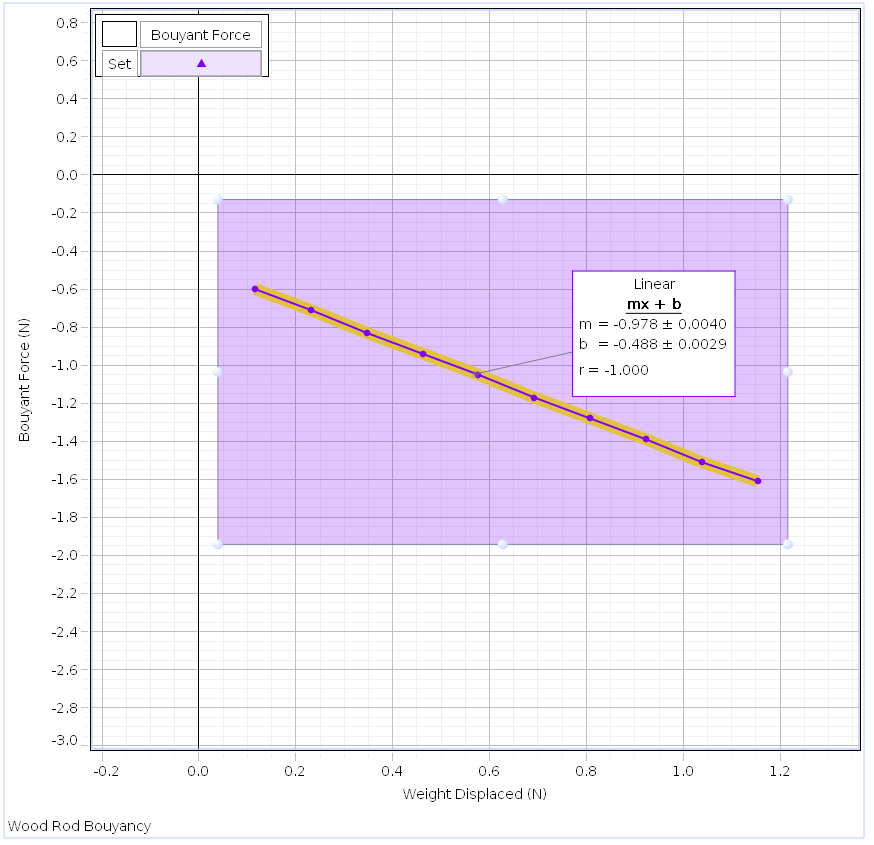 Bouyant Force
Set
0.8
0.6
0.4
0.2
0.0
-0.2
-0.4
-0.6
-0.8
-1.0
-1.2
-1.4
-1.6
-1.8
-2.0
-2.2
-2.4
-2.6
-2.8
-3.0
Bouyant Force (N)
Linear
mx + b
m = -0.978 ± 0.0040
b = -0.488 ± 0.0029
r = -1.000
-0.2 0.0 0.2 0.4 0.6 0.8 1.0 1.2
Weight Displaced (N)
Wood Rod Bouyancy